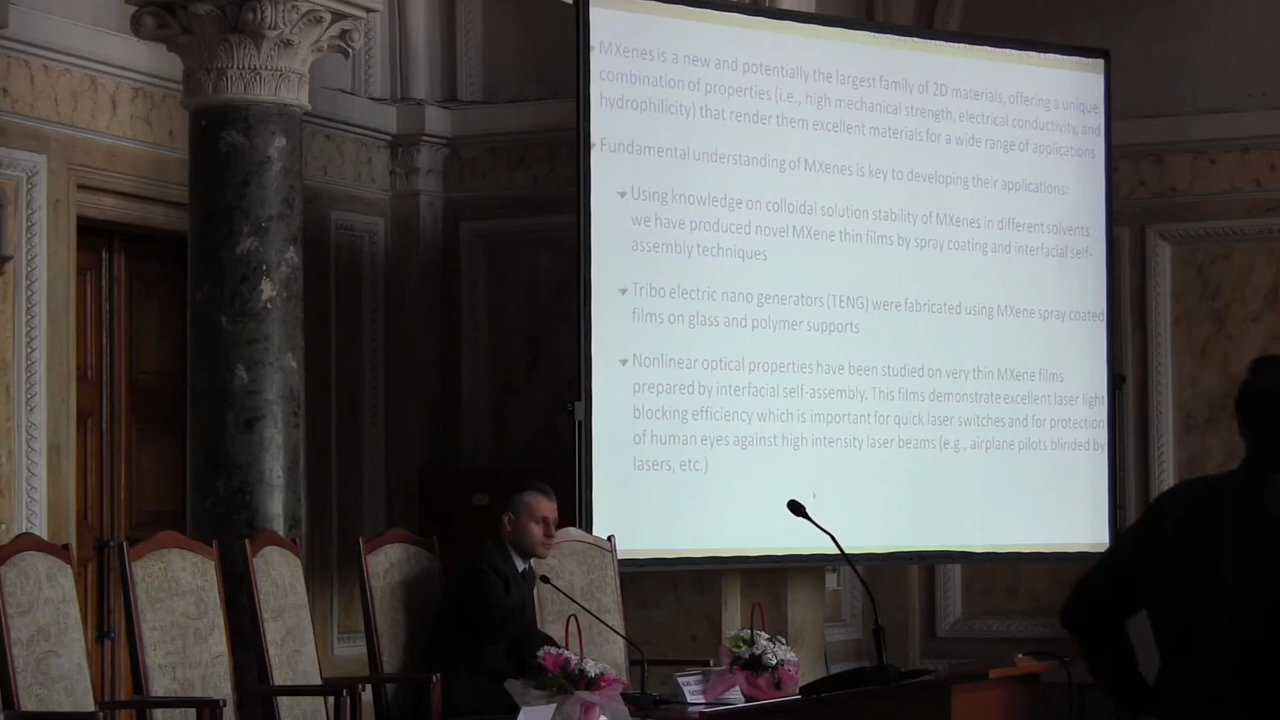 MXenes is a new and potentially the largest family of 2D materials, offering a unique
combination of properties (i.e., high mechanical strength, electrical conductivity, and
hydrophilicity) that render them excellent materials for a wide range of applications
Fundamental understanding of MXenes is key to developing their applications:
Using knowledge on colloidal solution stability of MXenes in different solvents
we have produced novel MXene thin films by spray coating and interfacial self-
assembly techniques
Tribo electric nano generators (TENG) were fabricated using MXene spray coated
films on glass and polymer supports
Nonlinear optical properties have been studied on very thin MXene films
prepared by interfacial self-assembly. This films demonstrate excellent laser light
blocking efficiency which is important for quick laser switches and for protection
of human eyes against high intensity laser beams (e.g., airplane pilots blinded by
lasers, etc.)